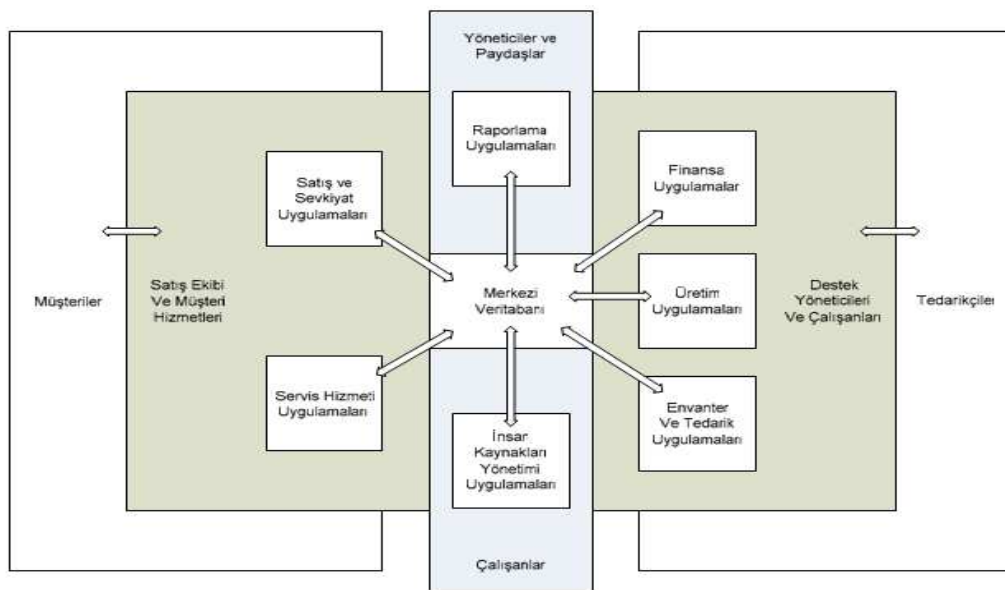 Yöneticiler ve
Paydaşlar
Raporlama
Uygulamaları
Satış ve
Sevkiyat
Uygulamaları
Finansa
Uygulamalar
Müşteriler
Satış Ekibi
Ve Müşteri
Hizmetleri
Merkezi
Veritabanı
Üretim
Uygulamaları
Destek
Yöneticileri
Ve Çalışanları
Tedarikçiler
Servis Hizmeti
Uygulamaları
İnsar
Kaynakları
Yönetimi
Uygulamaları
Envanter
Ve Tedarik
Uygulamaları
Çalışanlar